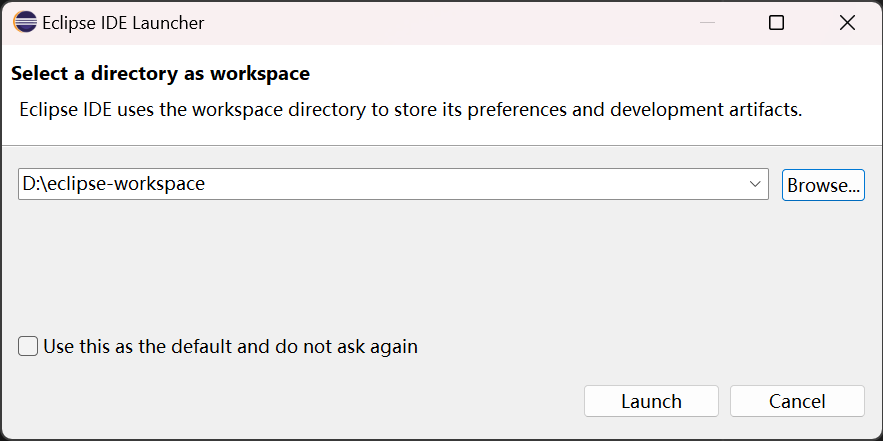 Eclipse IDE Launcher
Select a directory as workspace
Eclipse IDE uses the workspace directory to store its preferences and development artifacts.
D:\eclipse-workspace
Browse...
Use this as the default and do not ask again
Launch
Cancel